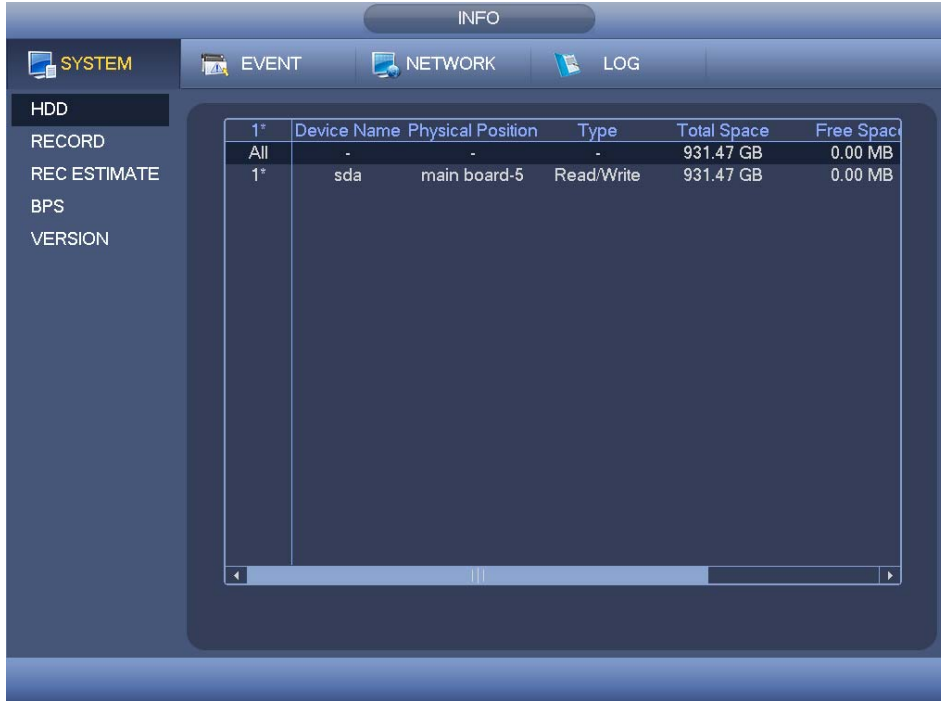 INFO
SYSTEM EVENT NETWORK LOG
HDD
RECORD
REC ESTIMATE
BPS
VERSION
1* Device Name Physical Position Type Total Space Free Spac
All - - - 931.47 GB 0.00 MB
1* sda main board-5 Read/Write 931.47 GB 0.00 MB